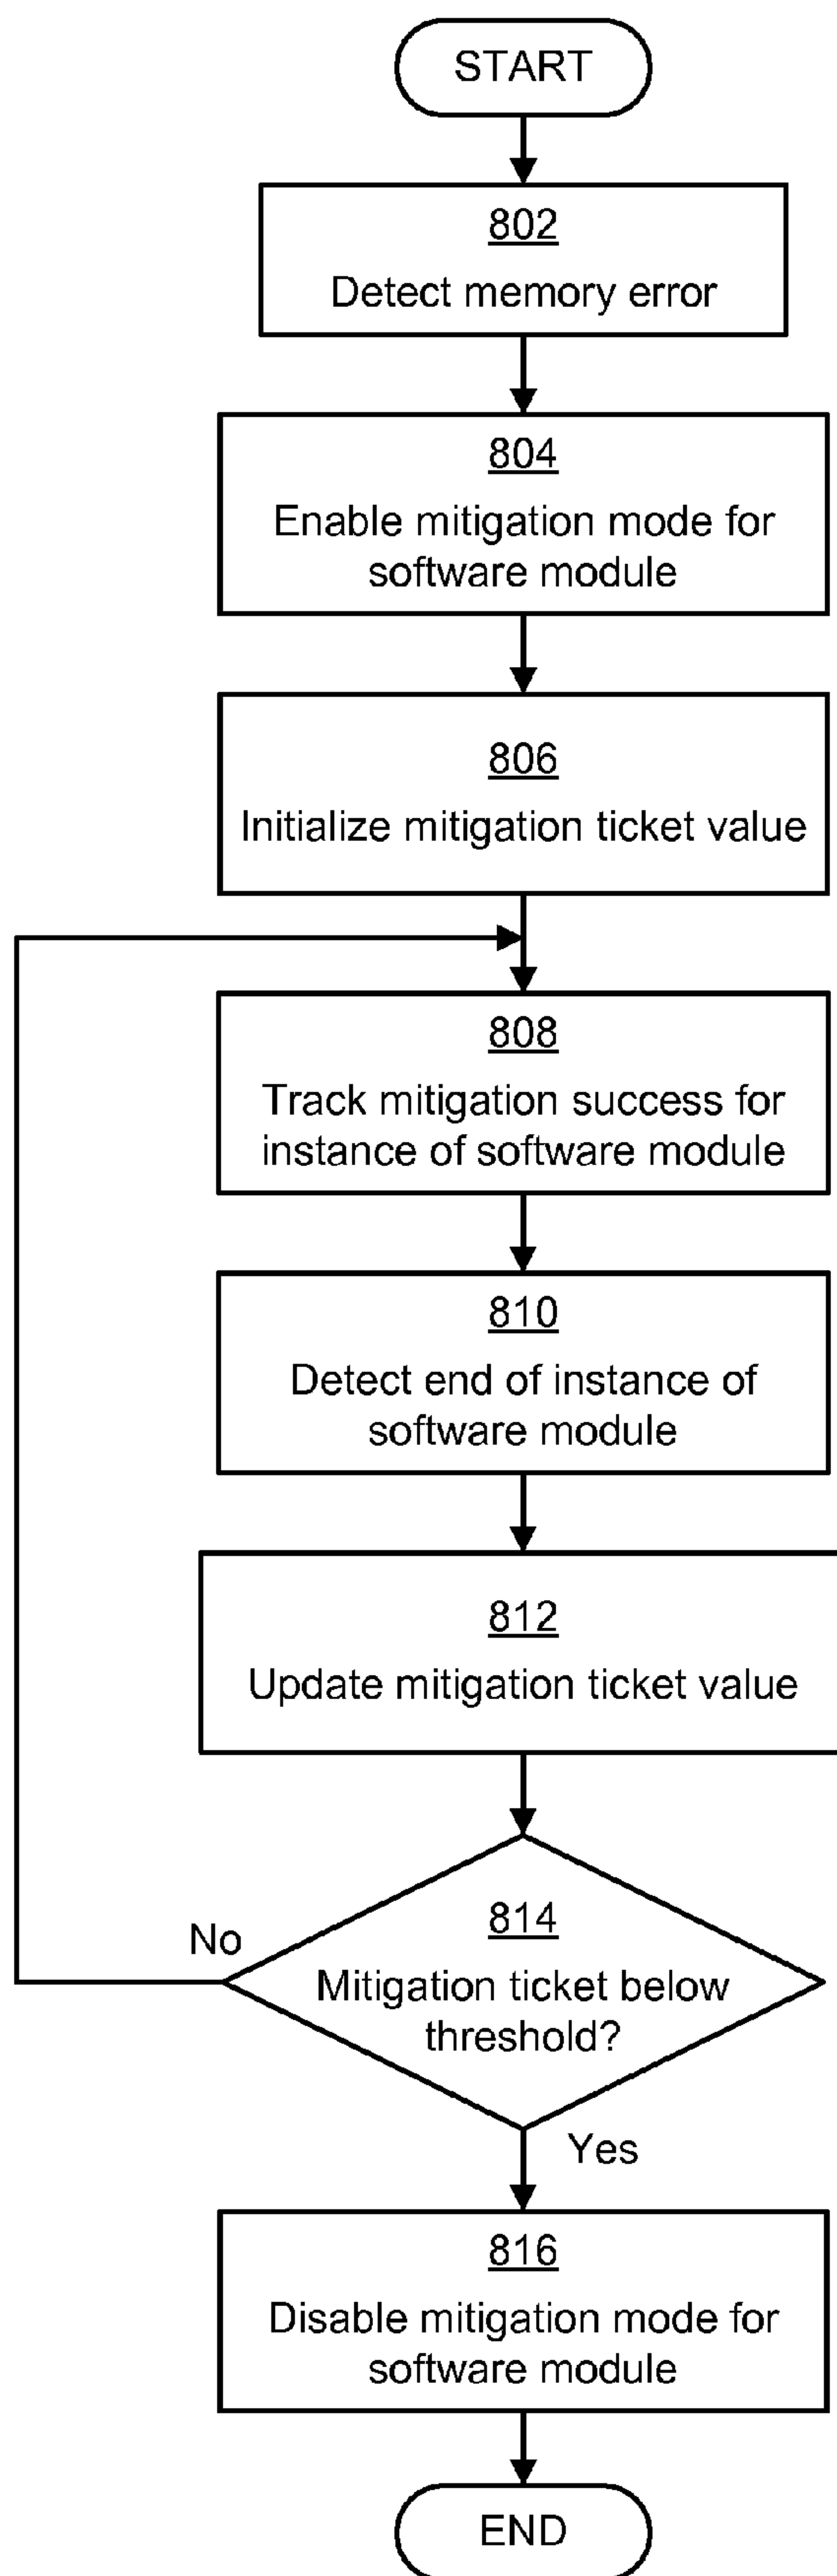 START
802
Detect memory error
804
Enable mitigation mode for
software module
806
Initialize mitigation ticket value
808
Track mitigation success for
instance of software module
810
Detect end of instance of
software module
812
Update mitigation ticket value
814
Mitigation ticket below
threshold?
No
Yes
816
Disable mitigation mode for
software module
END